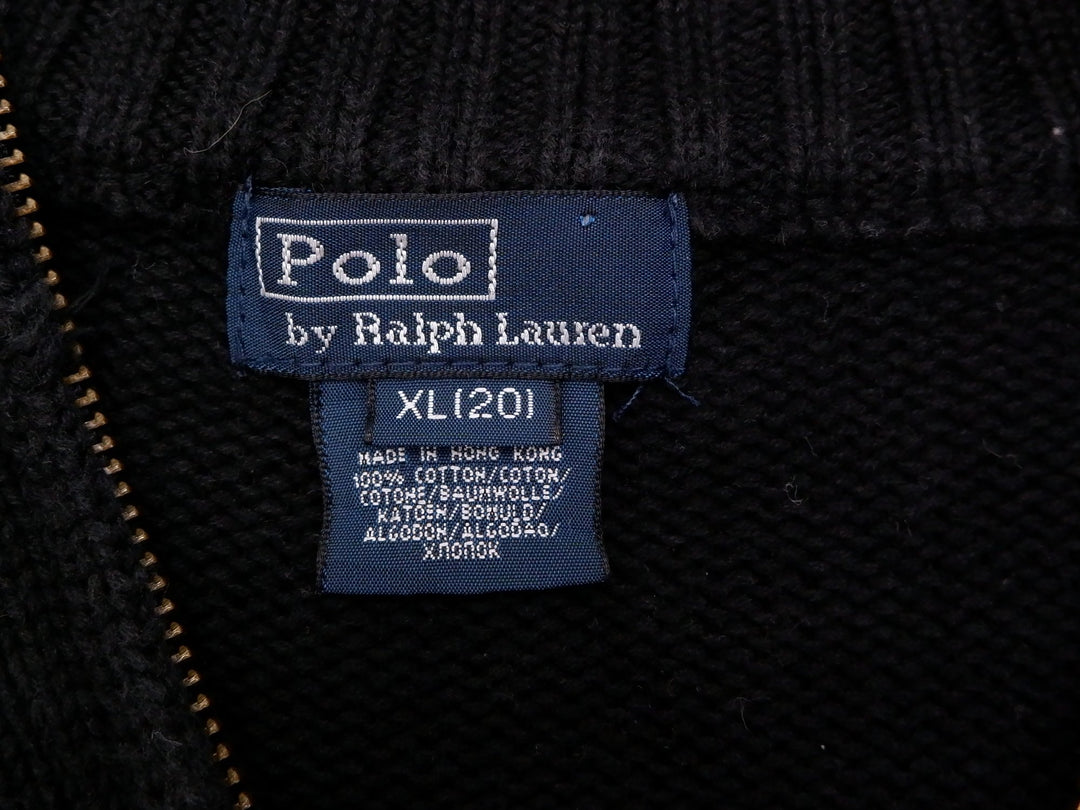 Polo
by Ralph Lauren
XL(20)
MADE IN HONG KONG
100% COTTON/COTON/
COTONE/BAUMWOLLE/
KATOEN/BOMULD/
ALGODON/ALGODÃO/
ХЛОПОК